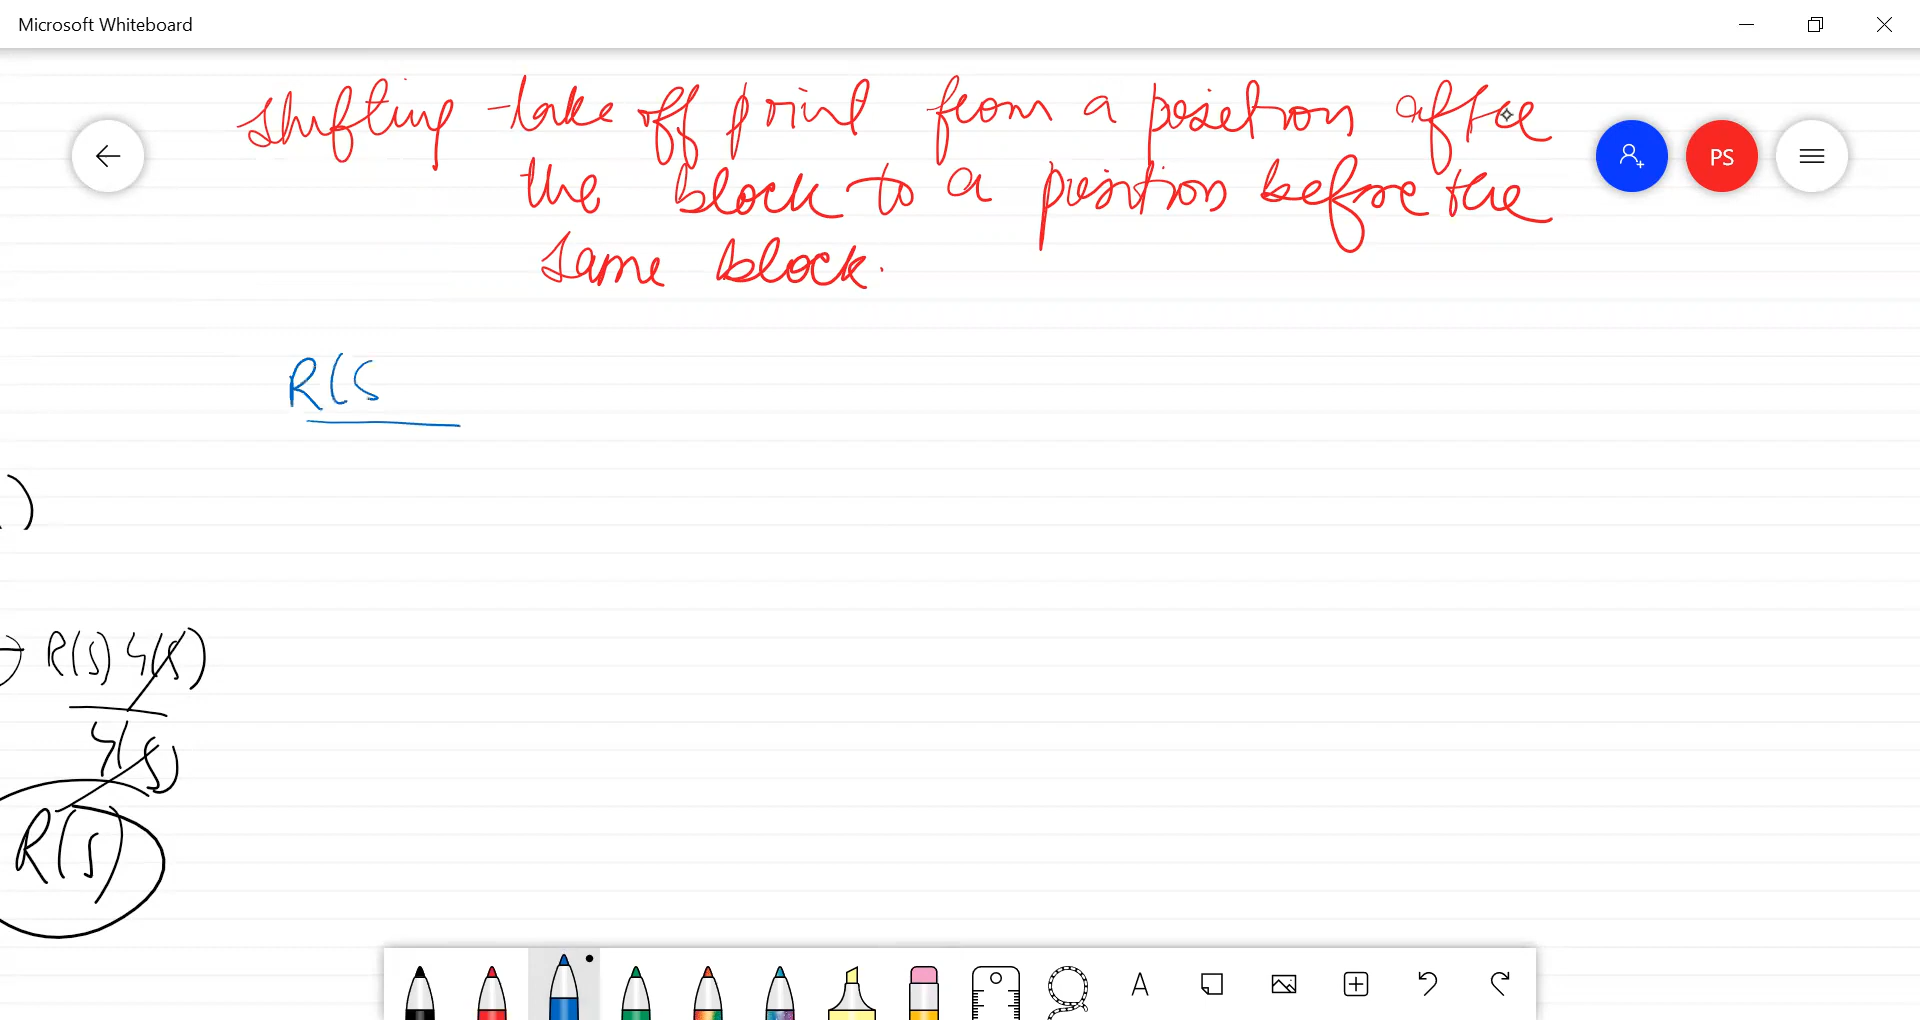 Microsoft Whiteboard
Shifting take off point from a position after
the block to a position before the
same block.
PS
R(S
)
R(s) G(s)
G(s)
R(s)